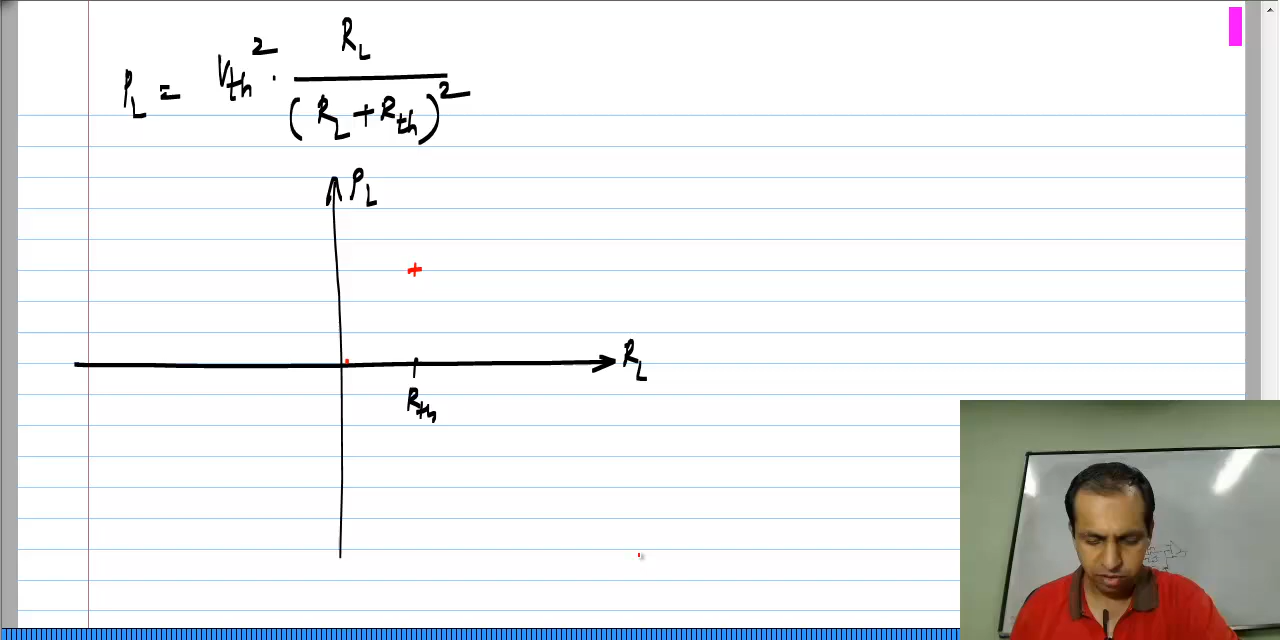 P_L = V_th^2 · R_L / (R_L + R_th)^2
P_L
R_L
R_th